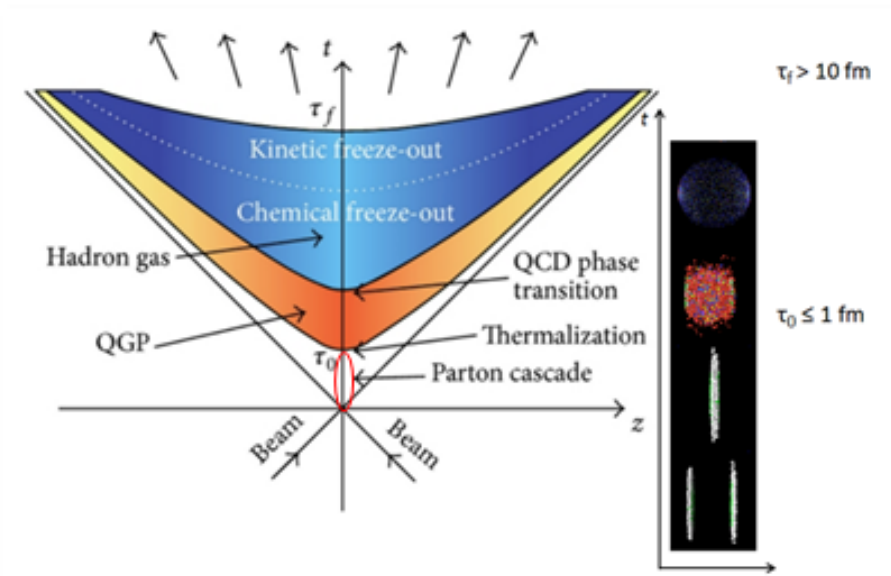 t
τf > 10 fm
τf
t
Kinetic freeze-out
Chemical freeze-out
Hadron gas
QCD phase
transition
τ0 ≤ 1 fm
QGP
Thermalization
τ0
Parton cascade
z
Beam
Beam